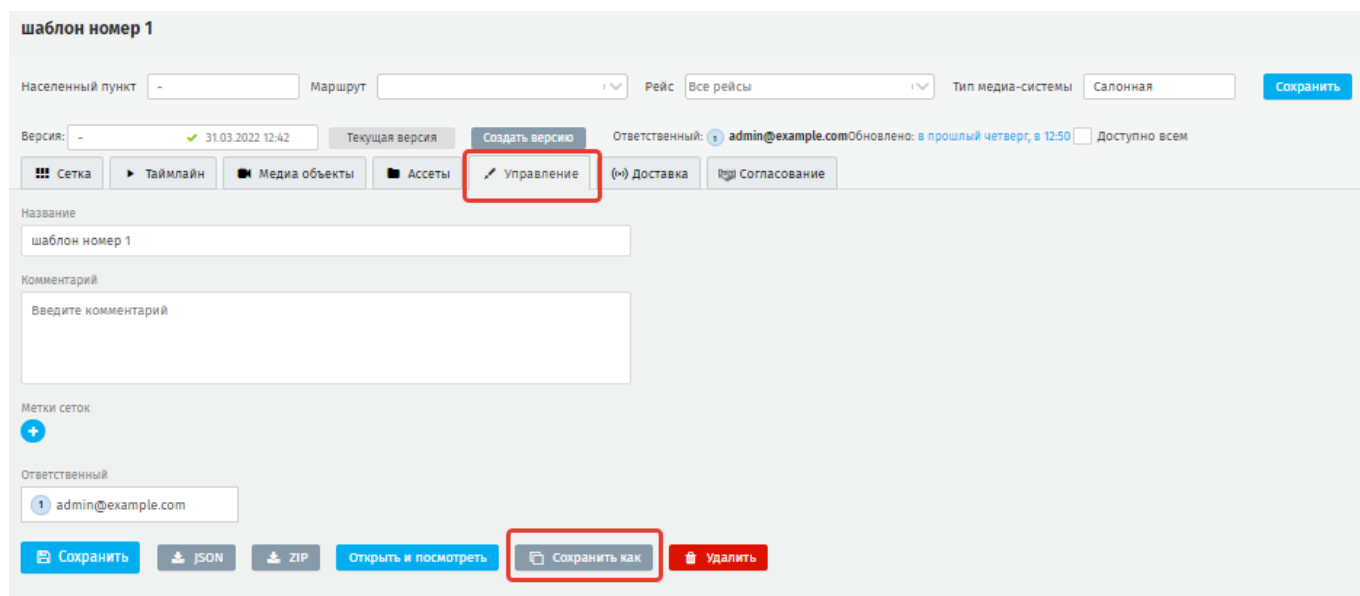 шаблон номер 1
Населенный пункт - Маршрут Рейс Все рейсы Тип медиа-системы Салонная Сохранить
Версия: - 31.03.2022 12:42 Текущая версия Создать версию Ответственный: 1 admin@example.comОбновлено: в прошлый четверг, в 12:50 Доступно всем
Сетка Таймлайн Медиа объекты Ассеты Управление Доставка Согласование
Название
шаблон номер 1
Комментарий
Введите комментарий
Метки сеток
Ответственный
1 admin@example.com
Сохранить JSON ZIP Открыть и посмотреть Сохранить как Удалить